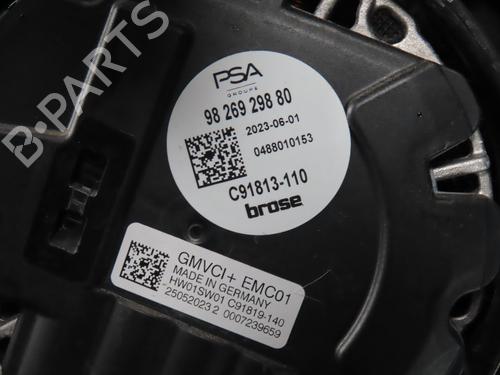 B-PARTS
PSA
GROUPE
98 269 298 80
2023-06-01
0488010153
C91813-110
brose
GMVCI+ EMC01
MADE IN GERMANY
HW01SW01 C91819-140
25052023 2 0007239659